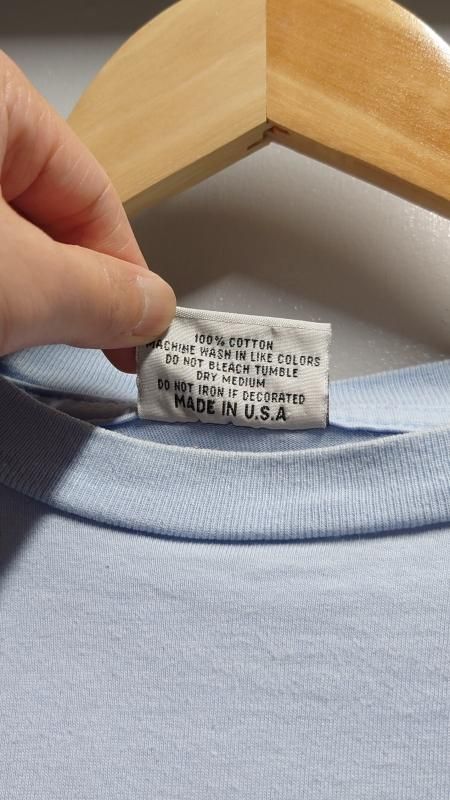 100% COTTON
MACHINE WASH IN LIKE COLORS
DO NOT BLEACH TUMBLE
DRY MEDIUM
DO NOT IRON IF DECORATED
MADE IN U.S.A